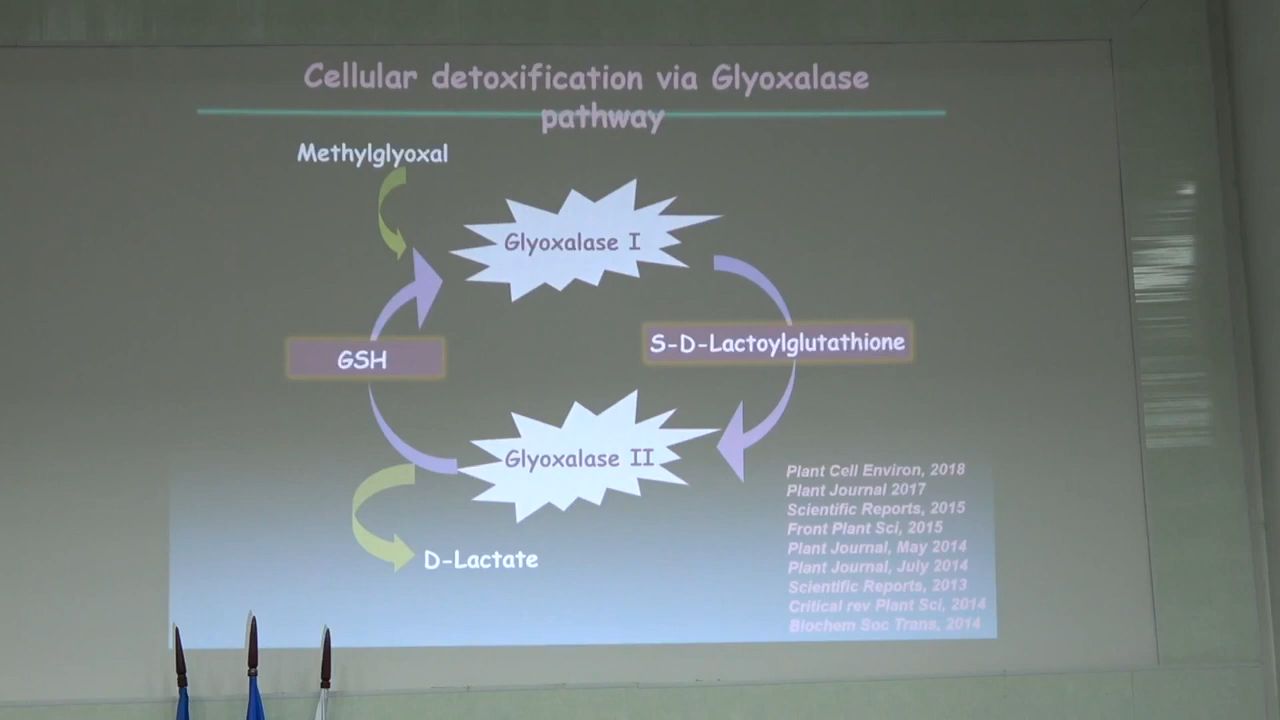 Cellular detoxification via Glyoxalase
pathway
Methylglyoxal
Glyoxalase I
GSH
S-D-Lactoylglutathione
Glyoxalase II
D-Lactate
Plant Cell Environ, 2018
Plant Journal 2017
Scientific Reports, 2015
Front Plant Sci, 2015
Plant Journal, May 2014
Plant Journal, July 2014
Scientific Reports, 2013
Critical rev Plant Sci, 2014
Biochem Soc Trans, 2014